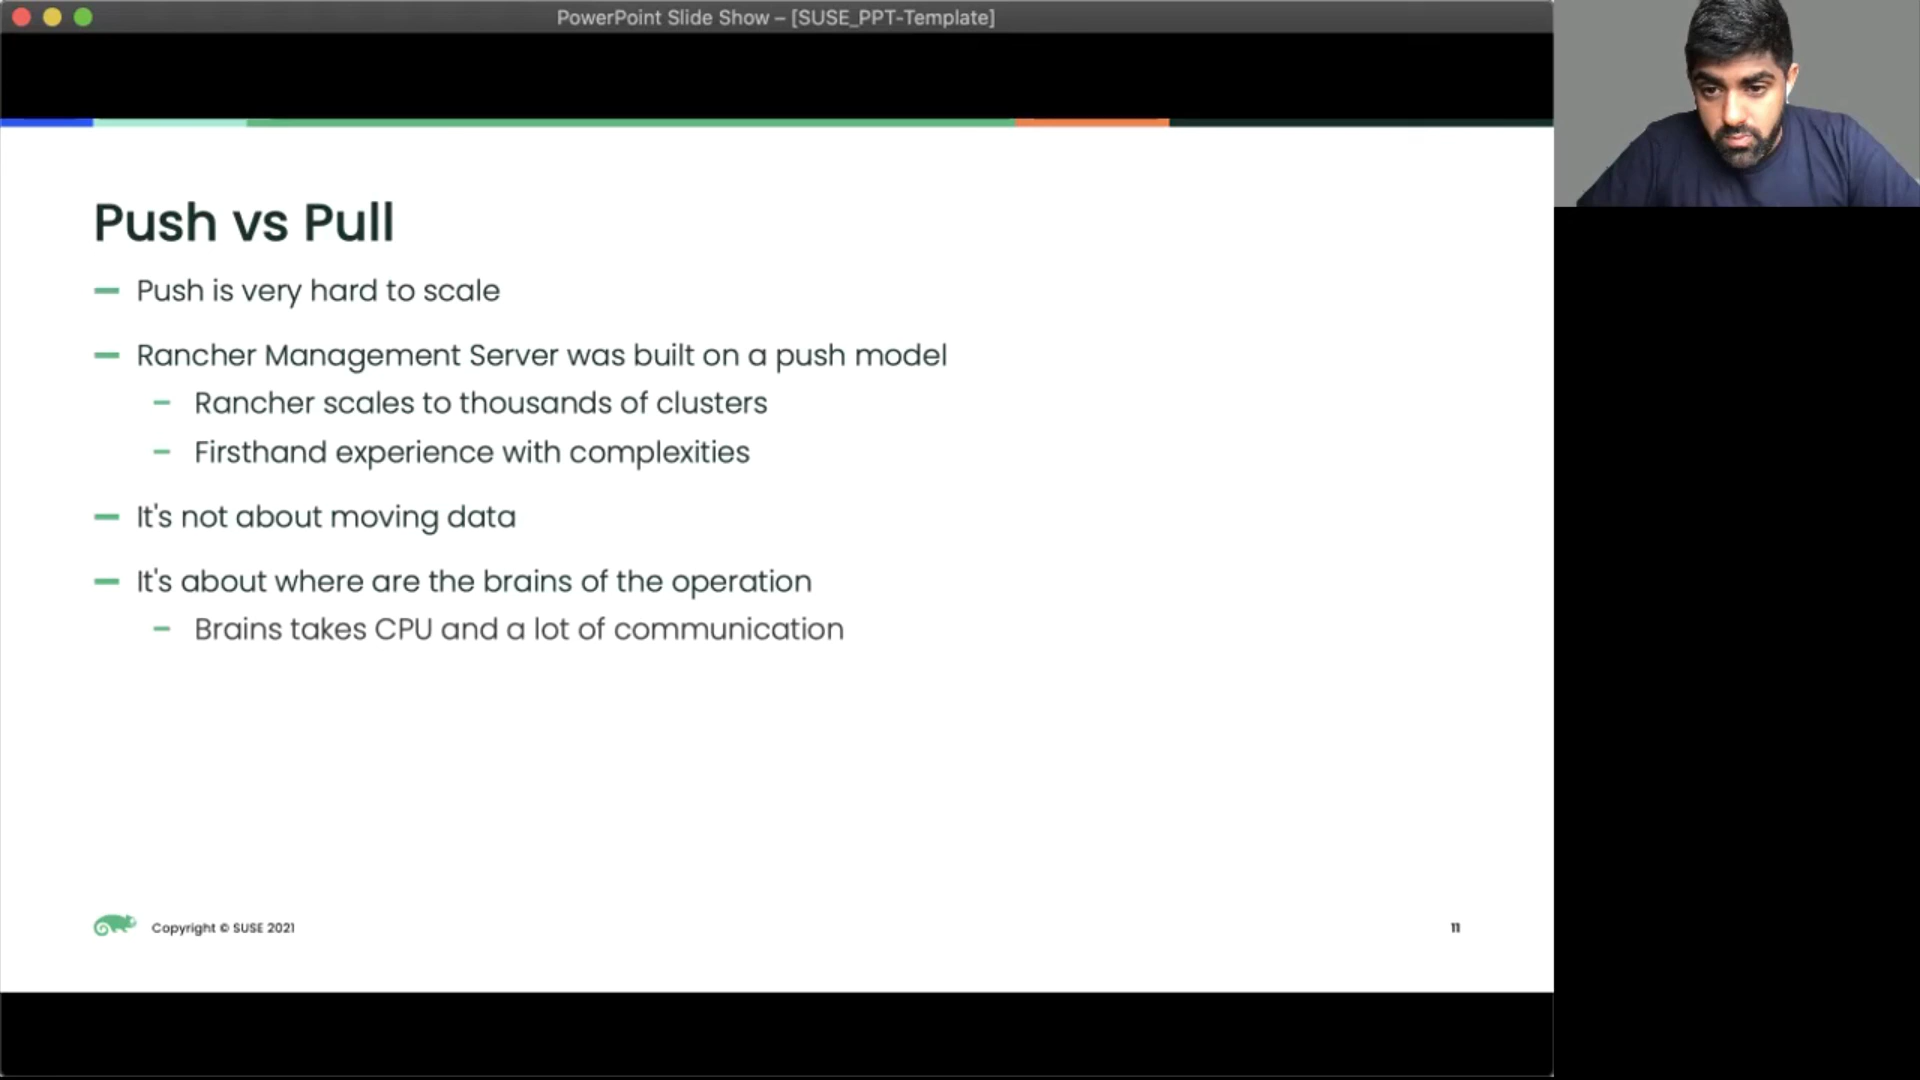 PowerPoint Slide Show – [SUSE_PPT-Template]
Push vs Pull
Push is very hard to scale
Rancher Management Server was built on a push model
Rancher scales to thousands of clusters
Firsthand experience with complexities
It's not about moving data
It's about where are the brains of the operation
Brains takes CPU and a lot of communication
Copyright © SUSE 2021
11